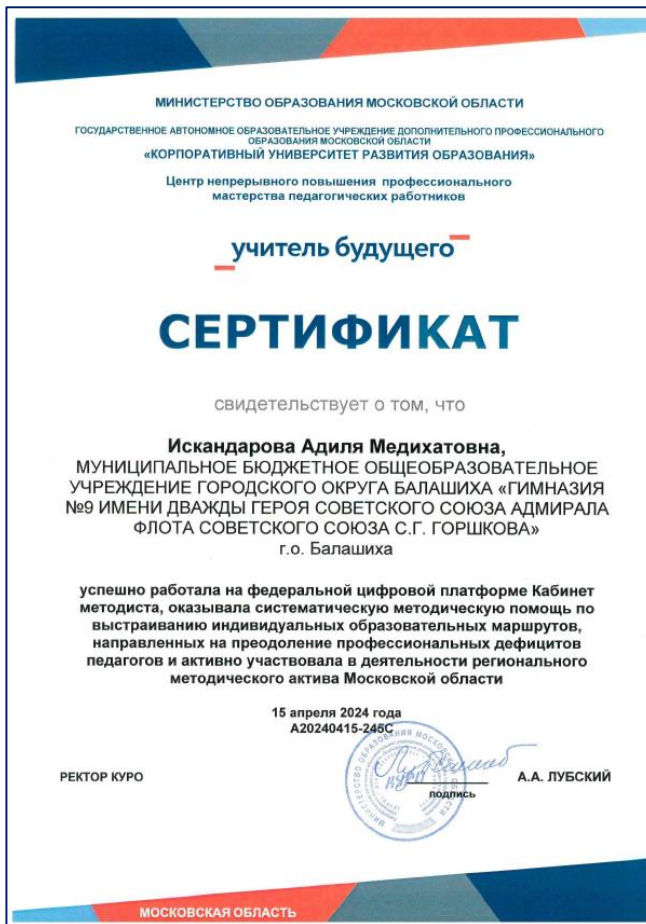 МИНИСТЕРСТВО ОБРАЗОВАНИЯ МОСКОВСКОЙ ОБЛАСТИ
ГОСУДАРСТВЕННОЕ АВТОНОМНОЕ ОБРАЗОВАТЕЛЬНОЕ УЧРЕЖДЕНИЕ ДОПОЛНИТЕЛЬНОГО ПРОФЕССИОНАЛЬНОГО
ОБРАЗОВАНИЯ МОСКОВСКОЙ ОБЛАСТИ
«КОРПОРАТИВНЫЙ УНИВЕРСИТЕТ РАЗВИТИЯ ОБРАЗОВАНИЯ»
Центр непрерывного повышения профессионального
мастерства педагогических работников
учитель будущего
СЕРТИФИКАТ
свидетельствует о том, что
Искандарова Адиля Медихатовна,
МУНИЦИПАЛЬНОЕ БЮДЖЕТНОЕ ОБЩЕОБРАЗОВАТЕЛЬНОЕ
УЧРЕЖДЕНИЕ ГОРОДСКОГО ОКРУГА БАЛАШИХА «ГИМНАЗИЯ
№9 ИМЕНИ ДВАЖДЫ ГЕРОЯ СОВЕТСКОГО СОЮЗА АДМИРАЛА
ФЛОТА СОВЕТСКОГО СОЮЗА С.Г. ГОРШКОВА»
г.о. Балашиха
успешно работала на федеральной цифровой платформе Кабинет
методиста, оказывала систематическую методическую помощь по
выстраиванию индивидуальных образовательных маршрутов,
направленных на преодоление профессиональных дефицитов
педагогов и активно участвовала в деятельности регионального
методического актива Московской области
15 апреля 2024 года
А20240415-245С
РЕКТОР КУРО
МИНИСТЕРСТВО ОБРАЗОВАНИЯ МОСКОВСКОЙ ОБЛАСТИ
КУРО
подпись
А.А. ЛУБСКИЙ
МОСКОВСКАЯ ОБЛАСТЬ